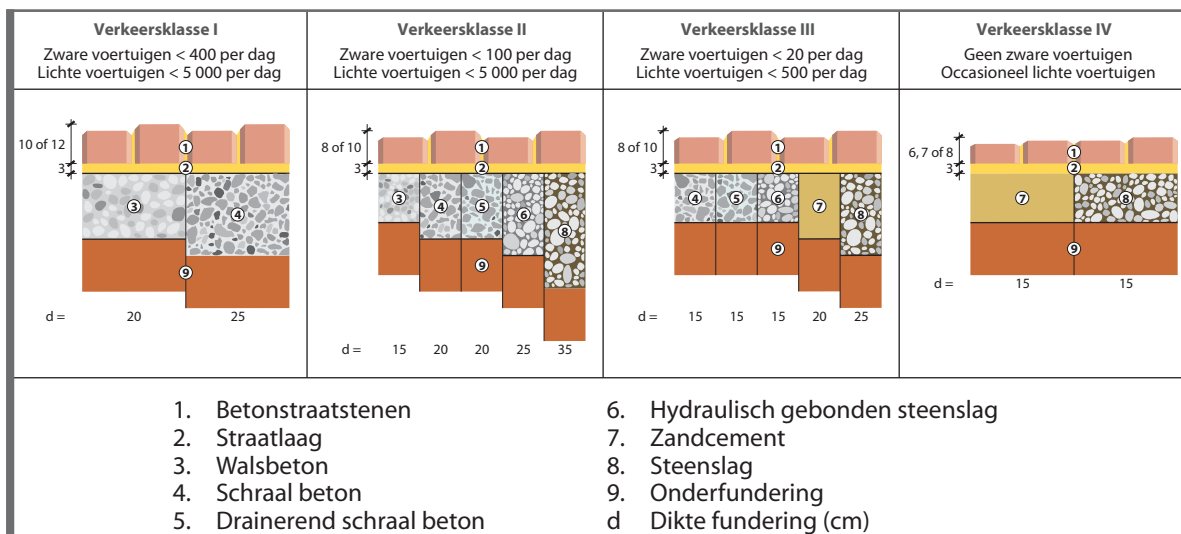 Verkeersklasse I
Zware voertuigen < 400 per dag
Lichte voertuigen < 5 000 per dag
Verkeersklasse II
Zware voertuigen < 100 per dag
Lichte voertuigen < 5 000 per dag
Verkeersklasse III
Zware voertuigen < 20 per dag
Lichte voertuigen < 500 per dag
Verkeersklasse IV
Geen zware voertuigen
Occasioneel lichte voertuigen
10 of 12
3
1
2
3
4
9
d = 20 25
8 of 10
3
1
2
3
4
5
6
8
9
d = 15 20 20 25 35
8 of 10
3
1
2
4
5
6
7
8
9
d = 15 15 15 20 25
6, 7 of 8
3
1
2
7
8
9
d = 15 15
1. Betonstraatstenen
2. Straatlaag
3. Walsbeton
4. Schraal beton
5. Drainerend schraal beton
6. Hydraulisch gebonden steenslag
7. Zandcement
8. Steenslag
9. Onderfundering
d Dikte fundering (cm)